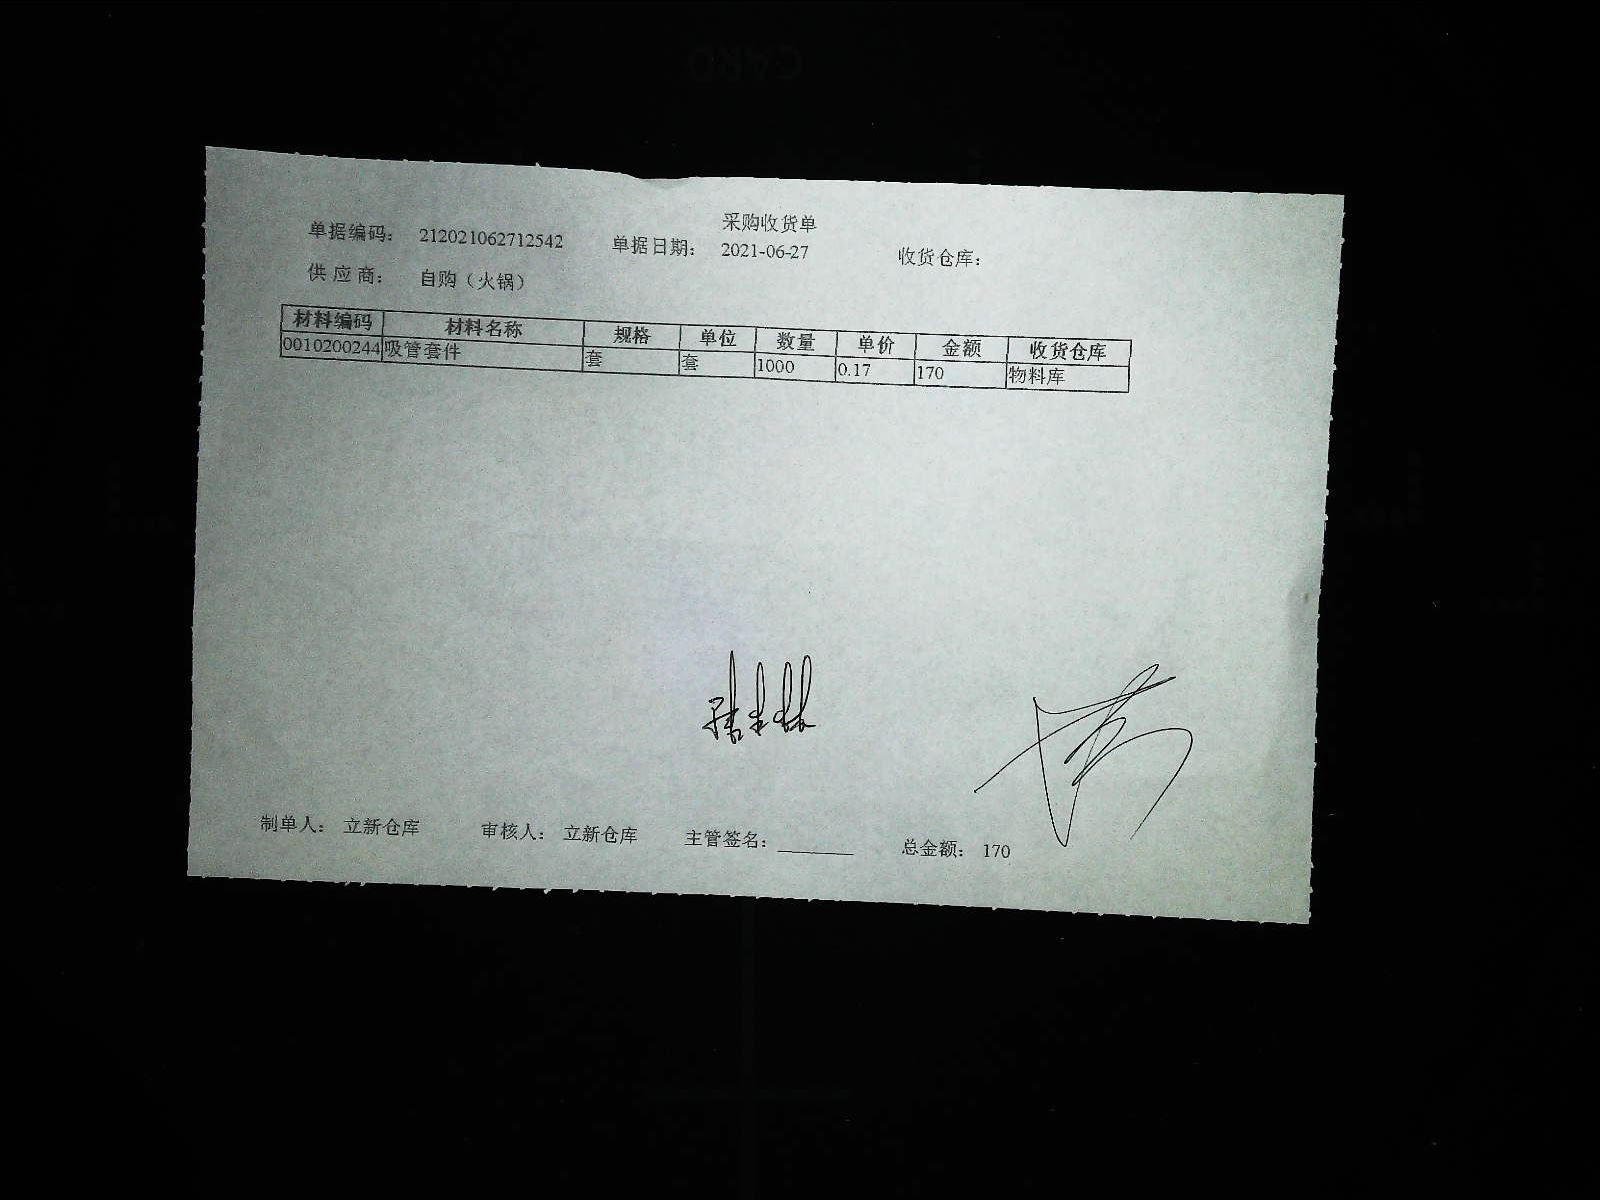 采购收货单
单据编码： 212021062712542 单据日期： 2021-06-27 收货仓库：
供 应 商： 自购（火锅）
材料编码 材料名称 规格 单位 数量 单价 金额 收货仓库
0010200244 吸管套件 套 套 1000 0.17 170 物料库
制单人： 立新仓库 审核人： 立新仓库 主管签名：________ 总金额： 170